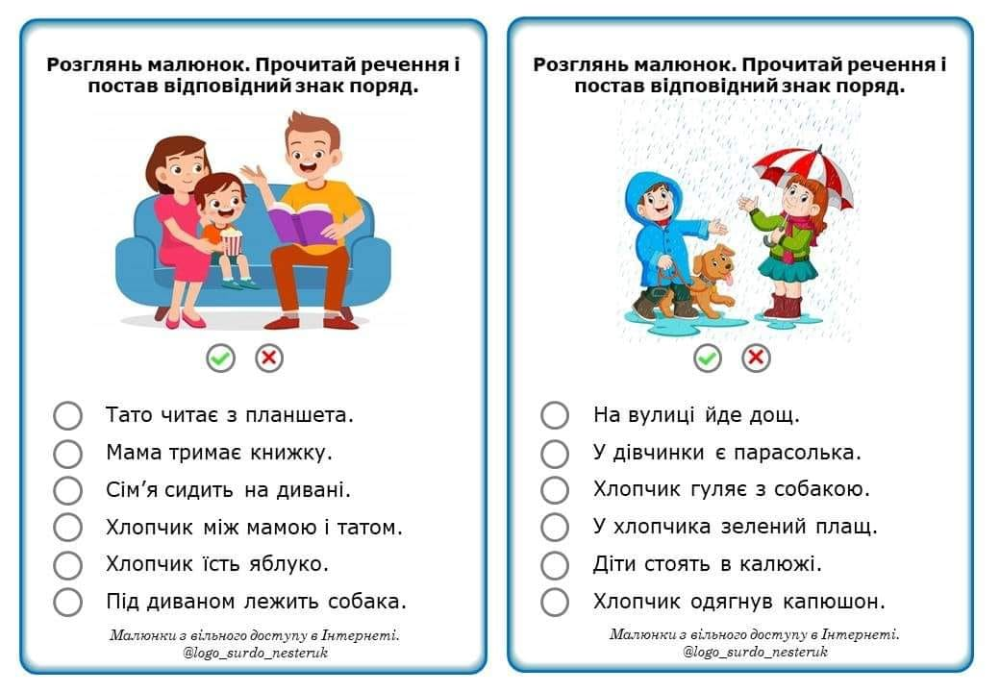 Розглянь малюнок. Прочитай речення і
постав відповідний знак поряд.
Тато читає з планшета.
Мама тримає книжку.
Сім’я сидить на дивані.
Хлопчик між мамою і татом.
Хлопчик їсть яблуко.
Під диваном лежить собака.
Малюнки з вільного доступу в Інтернеті.
@logo_surdo_nesteruk
Розглянь малюнок. Прочитай речення і
постав відповідний знак поряд.
На вулиці йде дощ.
У дівчинки є парасолька.
Хлопчик гуляє з собакою.
У хлопчика зелений плащ.
Діти стоять в калюжі.
Хлопчик одягнув капюшон.
Малюнки з вільного доступу в Інтернеті.
@logo_surdo_nesteruk